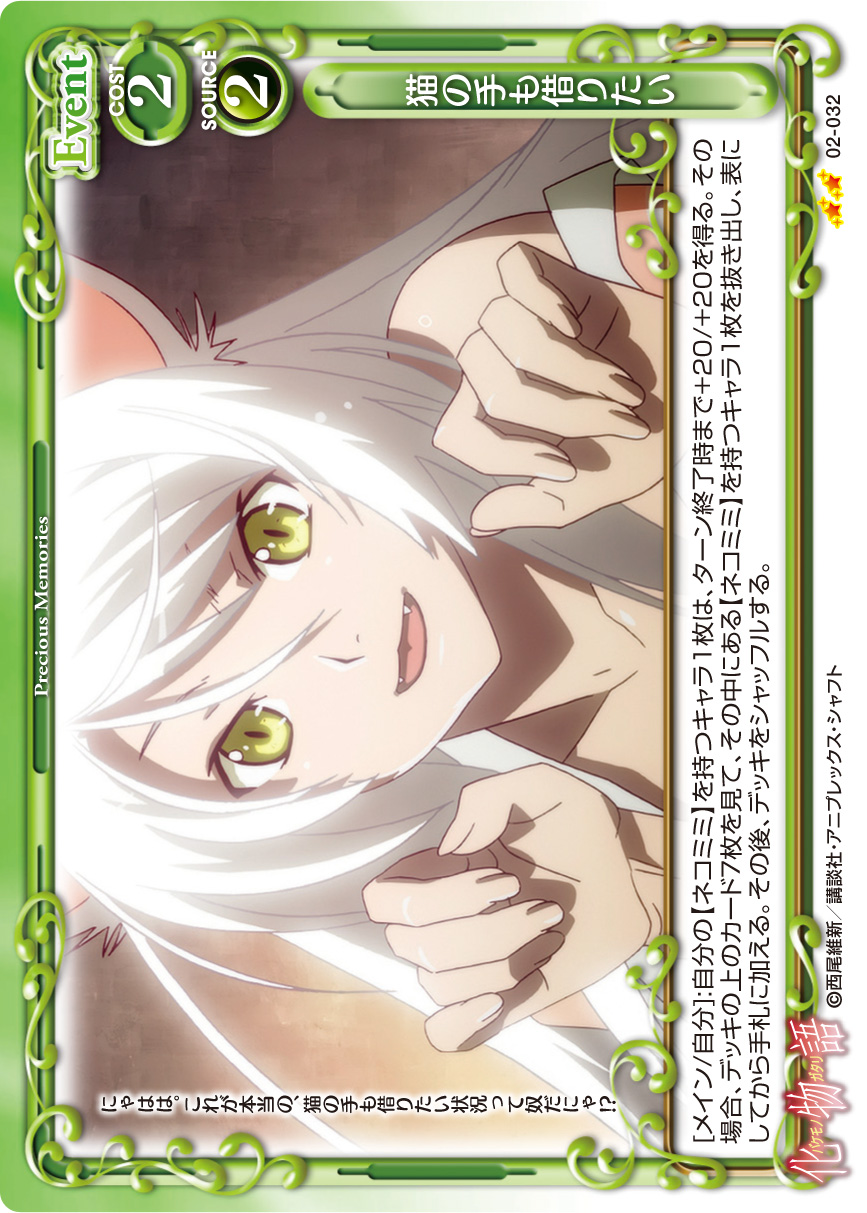 Event
COST
2
SOURCE
2
猫の手も借りたい
Precious Memories
にゃはは。これが本当の、猫の手も借りたい状況って奴だにゃ!?
[メイン/自分]:自分の【ネコミミ】を持つキャラ1枚は、ターン終了時まで+20/+20を得る。その
場合、デッキの上のカード7枚を見て、その中にある【ネコミミ】を持つキャラ1枚を抜き出し、表に
してから手札に加える。その後、デッキをシャッフルする。
化物語
バケモノガタリ
©西尾維新/講談社・アニプレックス・シャフト
02-032